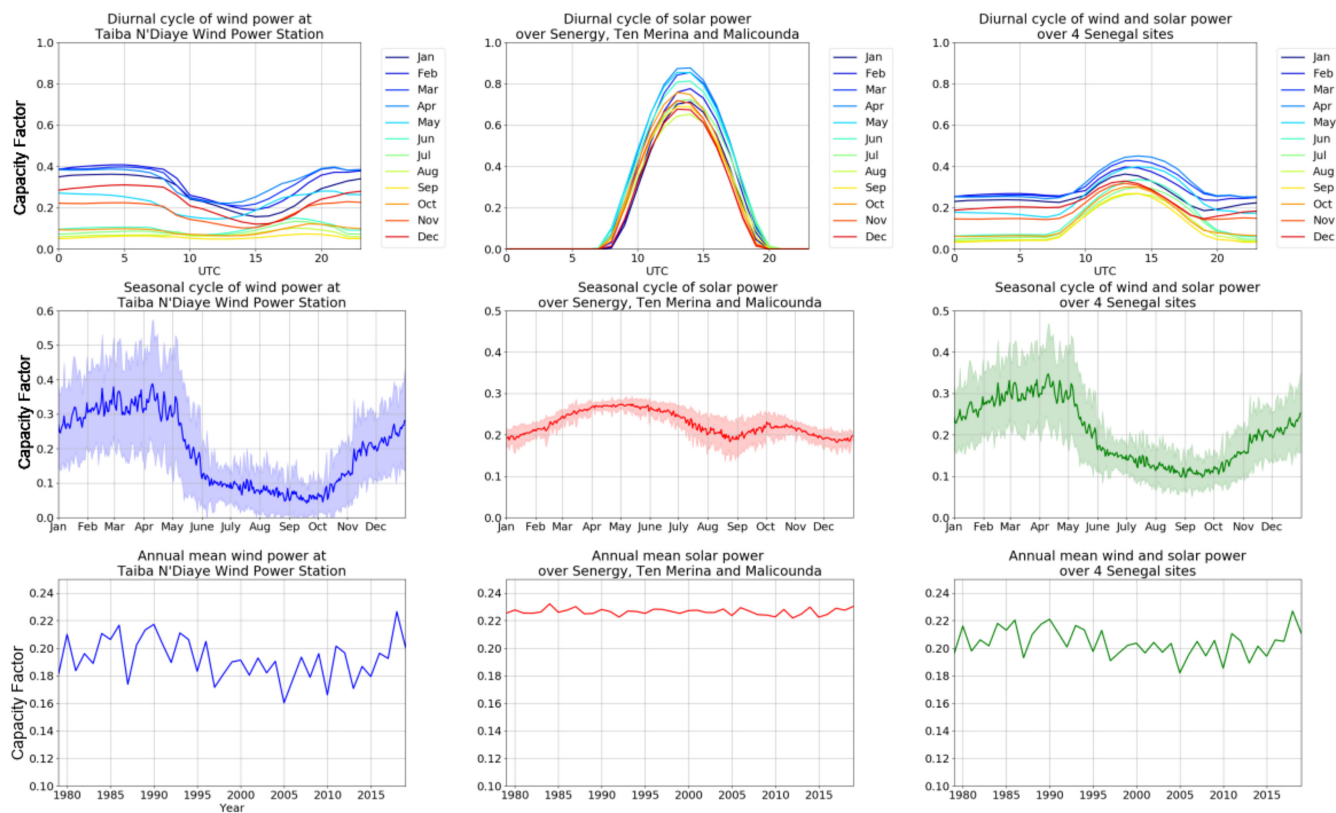 Diurnal cycle of wind power at
Taiba N'Diaye Wind Power Station
Diurnal cycle of solar power
over Senergy, Ten Merina and Malicounda
Diurnal cycle of wind and solar power
over 4 Senegal sites
Capacity Factor
1.0
0.8
0.6
0.4
0.2
0.0
0 5 10 15 20
UTC
Jan
Feb
Mar
Apr
May
Jun
Jul
Aug
Sep
Oct
Nov
Dec
1.0
0.8
0.6
0.4
0.2
0.0
0 5 10 15 20
UTC
Jan
Feb
Mar
Apr
May
Jun
Jul
Aug
Sep
Oct
Nov
Dec
1.0
0.8
0.6
0.4
0.2
0.0
0 5 10 15 20
UTC
Jan
Feb
Mar
Apr
May
Jun
Jul
Aug
Sep
Oct
Nov
Dec
Seasonal cycle of wind power at
Taiba N'Diaye Wind Power Station
Seasonal cycle of solar power
over Senergy, Ten Merina and Malicounda
Seasonal cycle of wind and solar power
over 4 Senegal sites
Capacity Factor
0.6
0.5
0.4
0.3
0.2
0.1
0.0
Jan Feb Mar Apr May June July Aug Sep Oct Nov Dec
0.5
0.4
0.3
0.2
0.1
0.0
Jan Feb Mar Apr May June July Aug Sep Oct Nov Dec
0.5
0.4
0.3
0.2
0.1
0.0
Jan Feb Mar Apr May June July Aug Sep Oct Nov Dec
Annual mean wind power at
Taiba N'Diaye Wind Power Station
Annual mean solar power
over Senergy, Ten Merina and Malicounda
Annual mean wind and solar power
over 4 Senegal sites
Capacity Factor
0.24
0.22
0.20
0.18
0.16
0.14
0.12
0.10
1980 1985 1990 1995 2000 2005 2010 2015
Year
0.24
0.22
0.20
0.18
0.16
0.14
0.12
0.10
1980 1985 1990 1995 2000 2005 2010 2015
0.24
0.22
0.20
0.18
0.16
0.14
0.12
0.10
1980 1985 1990 1995 2000 2005 2010 2015